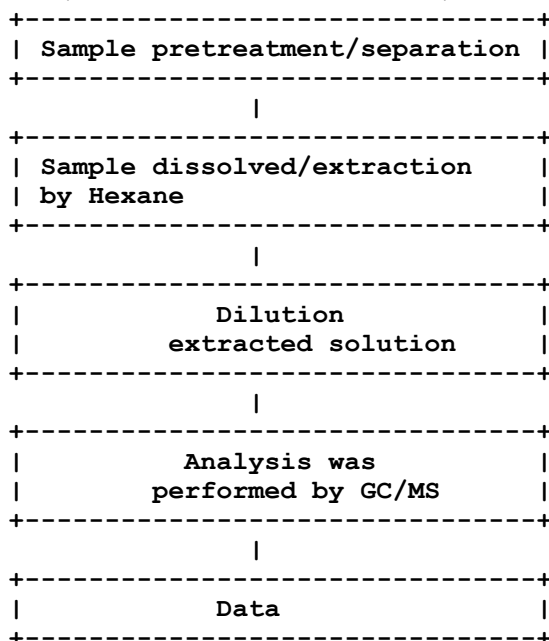 Sample pretreatment/separation
Sample dissolved/extraction
by Hexane
Dilution
extracted solution
Analysis was
performed by GC/MS
Data